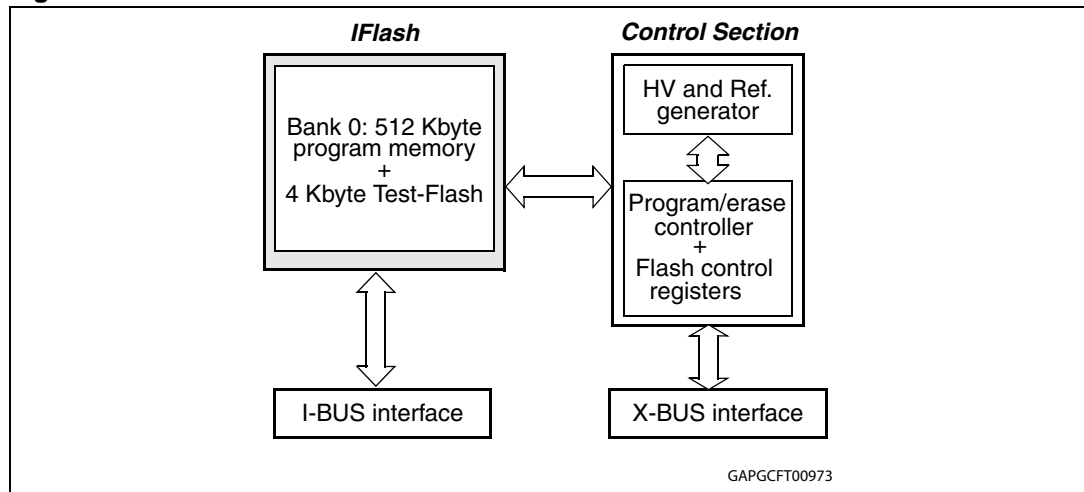 IFlash
Control Section
Bank 0: 512 Kbyte
program memory
+
4 Kbyte Test-Flash
HV and Ref.
generator
Program/erase
controller
+
Flash control
registers
I-BUS interface
X-BUS interface
GAPGCFT00973